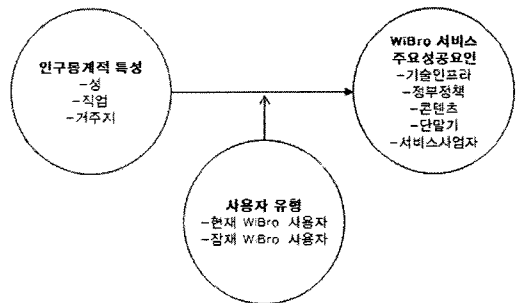 인구통계적 특성
-성
-직업
-거주지
WiBro 서비스
주요성공요인
-기술인프라
-정부정책
-콘텐츠
-단말기
-서비스사업자
사용자 유형
-현재 WiBro 사용자
-잠재 WiBro 사용자